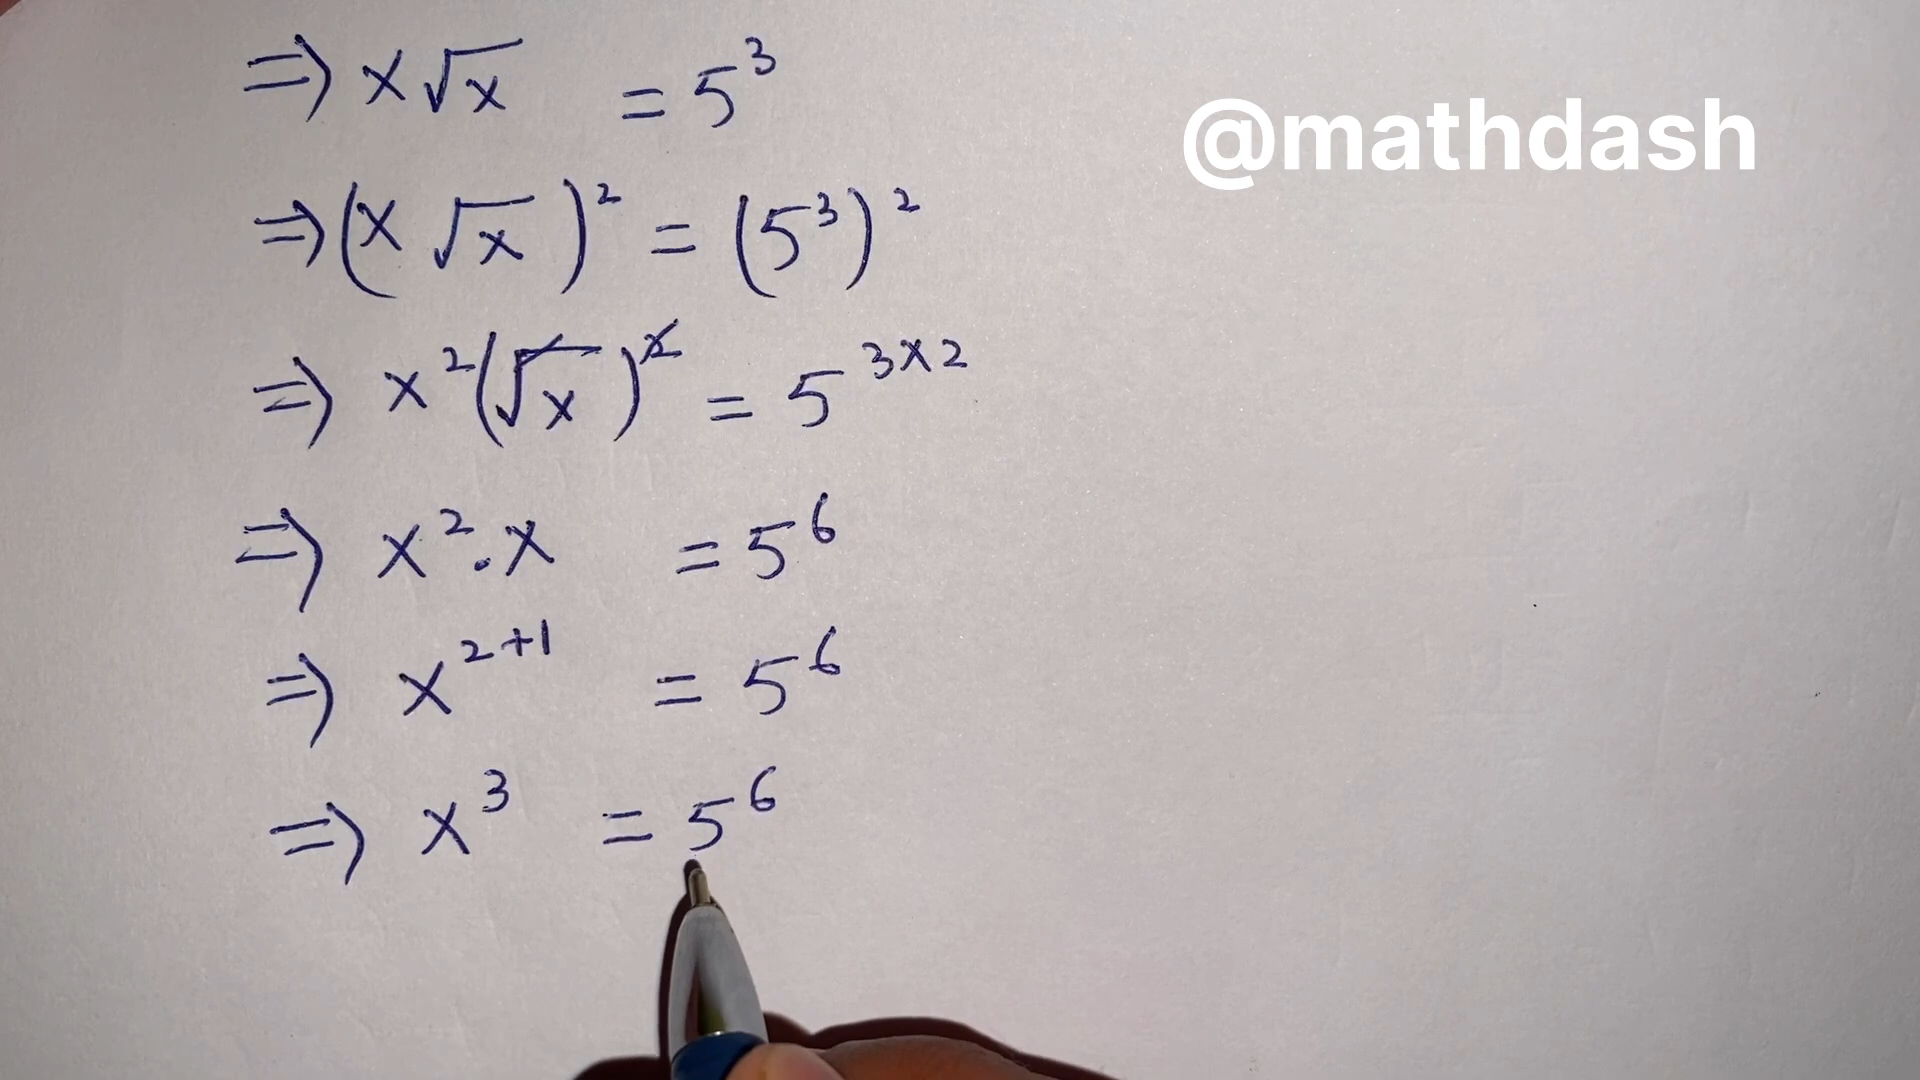 ⇒ x√x = 5³
@mathdash
⇒ (x √x)² = (5³)²
⇒ x²(√x)² = 5³ˣ²
⇒ x².x = 5⁶
⇒ x²⁺¹ = 5⁶
⇒ x³ = 5⁶